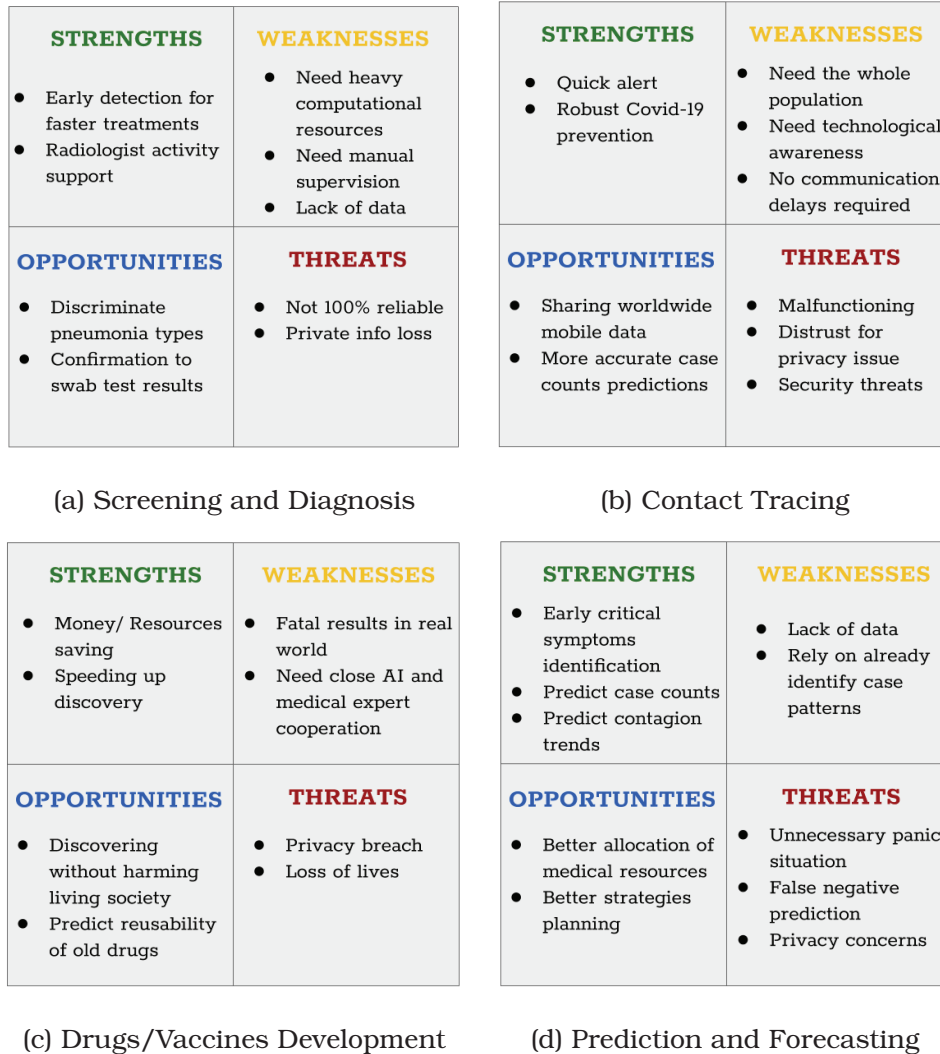 STRENGTHS
● Early detection for
faster treatments
● Radiologist activity
support
WEAKNESSES
● Need heavy
computational
resources
● Need manual
supervision
● Lack of data
OPPORTUNITIES
● Discriminate
pneumonia types
● Confirmation to
swab test results
THREATS
● Not 100% reliable
● Private info loss
(a) Screening and Diagnosis
STRENGTHS
● Quick alert
● Robust Covid-19
prevention
WEAKNESSES
● Need the whole
population
● Need technological
awareness
● No communication
delays required
OPPORTUNITIES
● Sharing worldwide
mobile data
● More accurate case
counts predictions
THREATS
● Malfunctioning
● Distrust for
privacy issue
● Security threats
(b) Contact Tracing
STRENGTHS
● Money/ Resources
saving
● Speeding up
discovery
WEAKNESSES
● Fatal results in real
world
● Need close AI and
medical expert
cooperation
OPPORTUNITIES
● Discovering
without harming
living society
● Predict reusability
of old drugs
THREATS
● Privacy breach
● Loss of lives
(c) Drugs/Vaccines Development
STRENGTHS
● Early critical
symptoms
identification
● Predict case counts
● Predict contagion
trends
WEAKNESSES
● Lack of data
● Rely on already
identify case
patterns
OPPORTUNITIES
● Better allocation of
medical resources
● Better strategies
planning
THREATS
● Unnecessary panic
situation
● False negative
prediction
● Privacy concerns
(d) Prediction and Forecasting